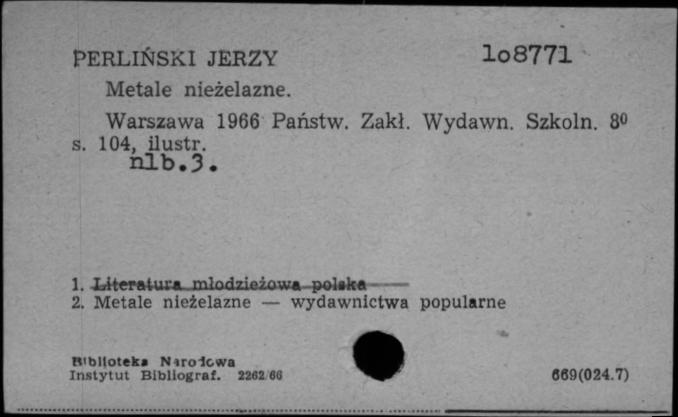 PERLIŃSKI JERZY 1o8771
Metale nieżelazne.
Warszawa 1966 Państw. Zakł. Wydawn. Szkoln. 8⁰
s. 104, ilustr.
nlb.3.
1. Literatura młodzieżowa polska
2. Metale nieżelazne — wydawnictwa popularne
Biblioteka Narodowa
Instytut Bibliograf. 2262/66 669(024.7)